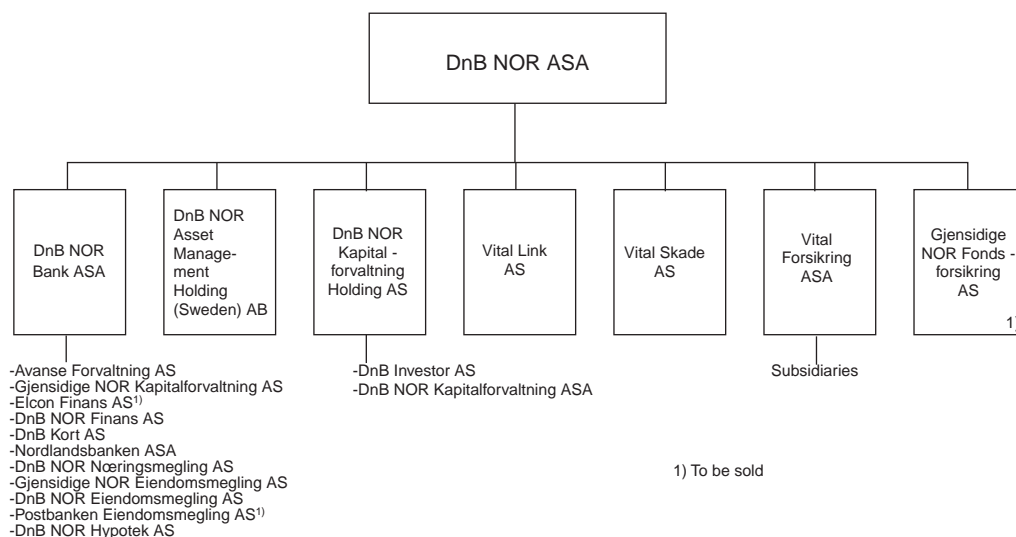 DnB NOR ASA
DnB NOR
Bank ASA
DnB NOR
Asset
Manage-
ment
Holding
(Sweden) AB
DnB NOR
Kapital -
forvaltning
Holding AS
Vital Link
AS
Vital Skade
AS
Vital
Forsikring
ASA
Gjensidige
NOR Fonds -
forsikring
AS
1)
-Avanse Forvaltning AS
-Gjensidige NOR Kapitalforvaltning AS
-Elcon Finans AS1)
-DnB NOR Finans AS
-DnB Kort AS
-Nordlandsbanken ASA
-DnB NOR Næringsmegling AS
-Gjensidige NOR Eiendomsmegling AS
-DnB NOR Eiendomsmegling AS
-Postbanken Eiendomsmegling AS1)
-DnB NOR Hypotek AS
-DnB Investor AS
-DnB NOR Kapitalforvaltning ASA
Subsidiaries
1) To be sold